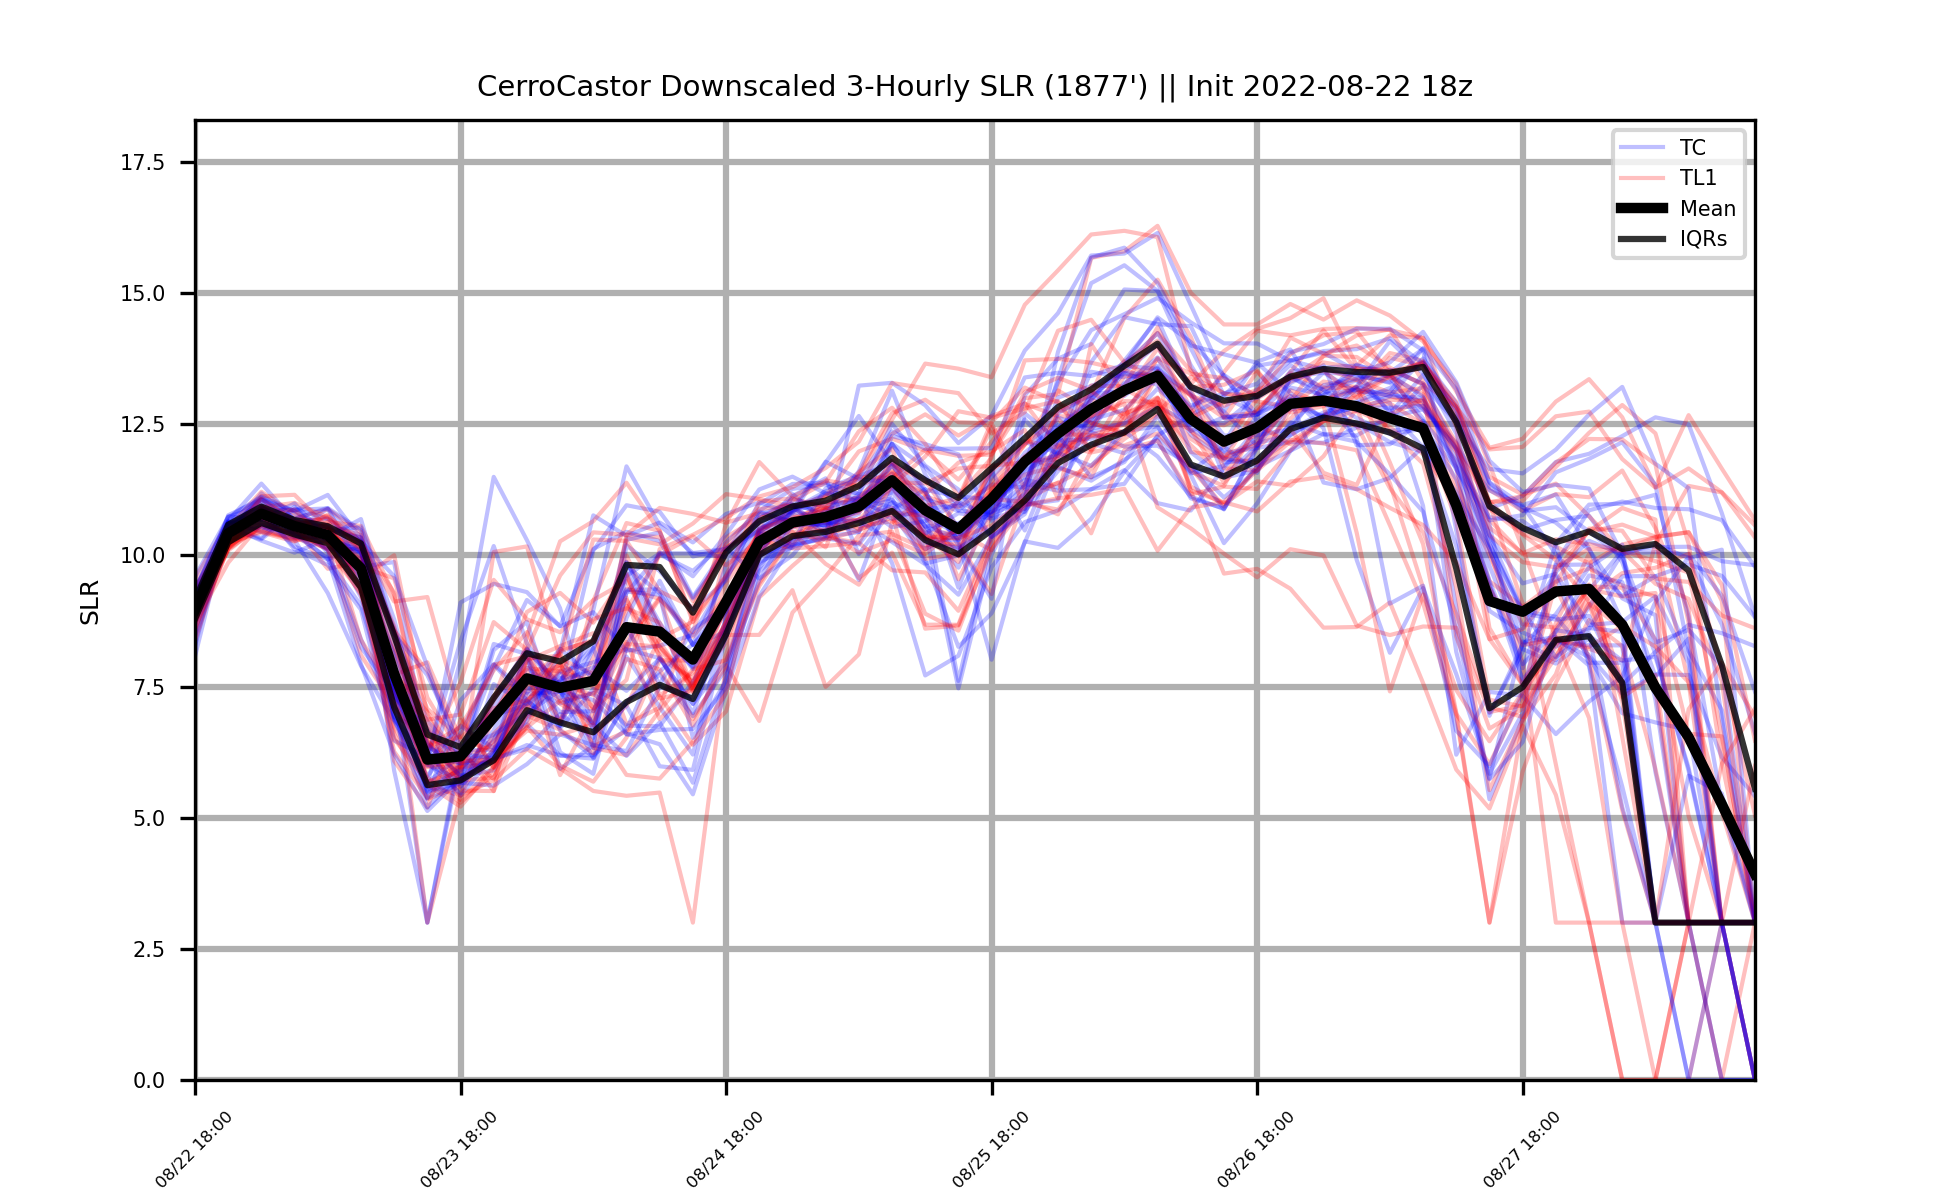 CerroCastor Downscaled 3-Hourly SLR (1877') || Init 2022-08-22 18z
TC
TL1
Mean
IQRs
SLR
17.5
15.0
12.5
10.0
7.5
5.0
2.5
0.0
08/22 18:00
08/23 18:00
08/24 18:00
08/25 18:00
08/26 18:00
08/27 18:00